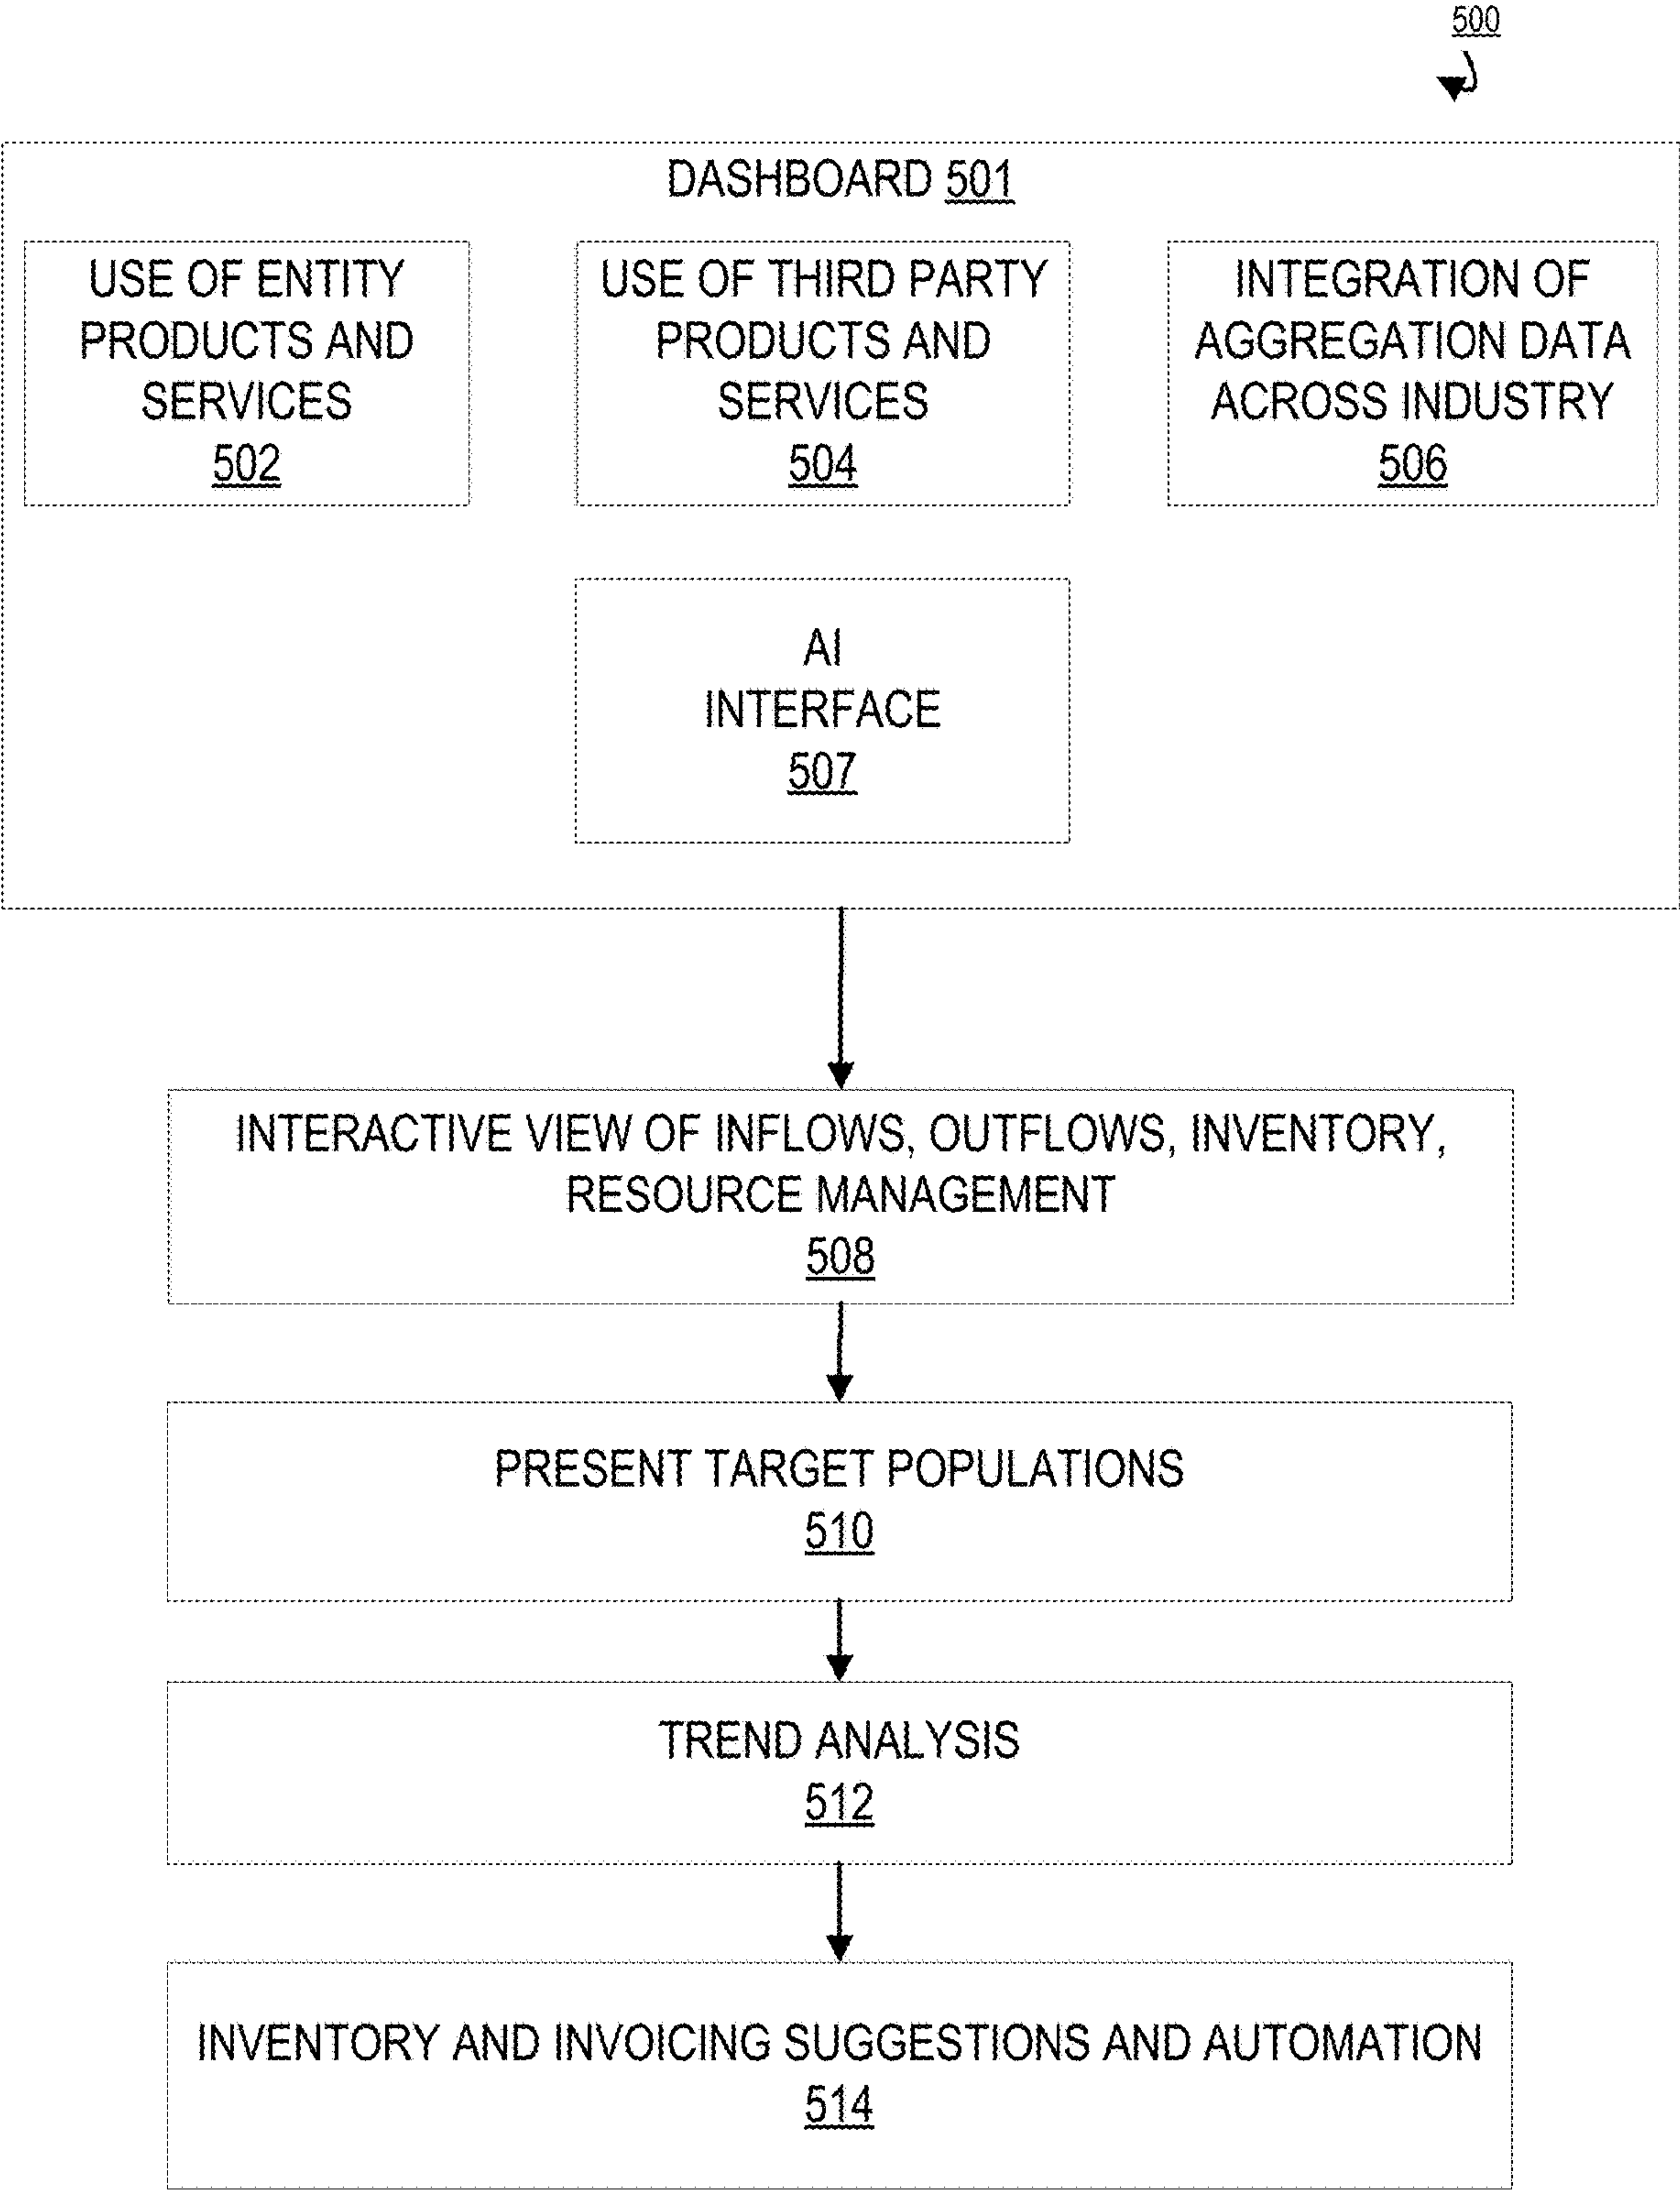 500
DASHBOARD 501
USE OF ENTITY
PRODUCTS AND
SERVICES
502
USE OF THIRD PARTY
PRODUCTS AND
SERVICES
504
INTEGRATION OF
AGGREGATION DATA
ACROSS INDUSTRY
506
AI
INTERFACE
507
INTERACTIVE VIEW OF INFLOWS, OUTFLOWS, INVENTORY,
RESOURCE MANAGEMENT
508
PRESENT TARGET POPULATIONS
510
TREND ANALYSIS
512
INVENTORY AND INVOICING SUGGESTIONS AND AUTOMATION
514